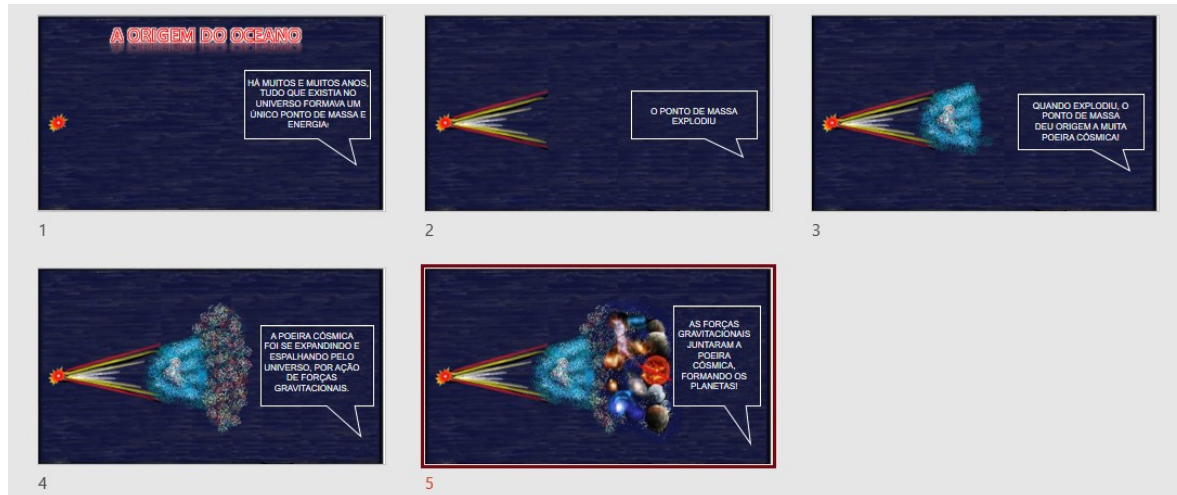 A ORIGEM DO OCEANO
HÁ MUITOS E MUITOS ANOS,
TUDO QUE EXISTIA NO
UNIVERSO FORMAVA UM
ÚNICO PONTO DE MASSA E
ENERGIA!
1
O PONTO DE MASSA
EXPLODIU
2
QUANDO EXPLODIU, O
PONTO DE MASSA
DEU ORIGEM A MUITA
POEIRA CÓSMICA!
3
A POEIRA CÓSMICA
FOI SE EXPANDINDO E
ESPALHANDO PELO
UNIVERSO, POR AÇÃO
DE FORÇAS
GRAVITACIONAIS.
4
AS FORÇAS
GRAVITACIONAIS
JUNTARAM A
POEIRA
CÓSMICA,
FORMANDO OS
PLANETAS!
5